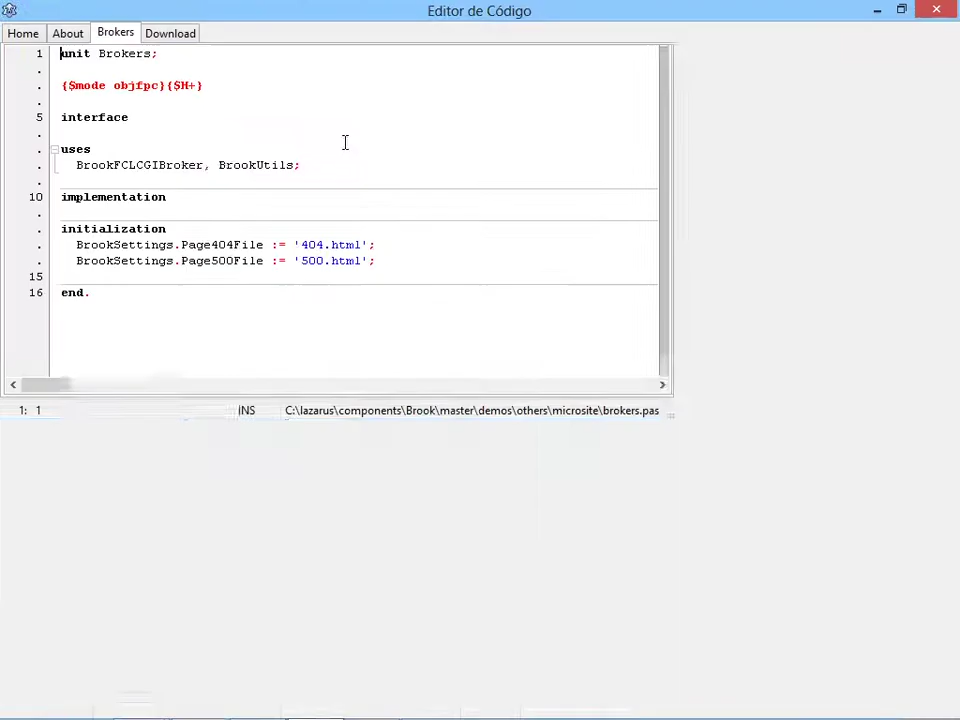 Editor de Código
Home About Brokers Download
1 unit Brokers;
.
. {$mode objfpc}{$H+}
.
5 interface
.
. uses
. BrookFCLCGIBroker, BrookUtils;
.
10 implementation
.
. initialization
. BrookSettings.Page404File := '404.html';
. BrookSettings.Page500File := '500.html';
15
16 end.
1: 1 INS C:\lazarus\components\Brook\master\demos\others\microsite\brokers.pas